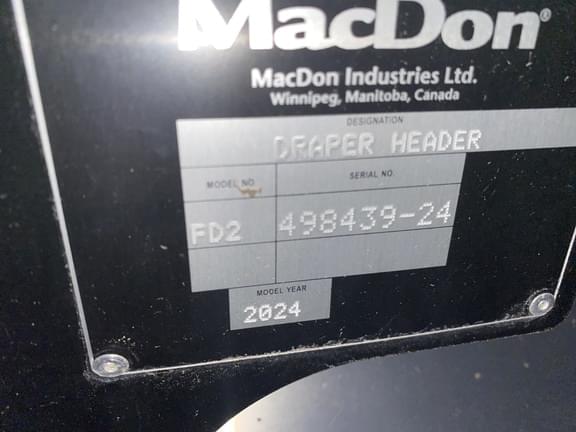 MacDon®
MacDon Industries Ltd.
Winnipeg, Manitoba, Canada
DESIGNATION
DRAPER HEADER
MODEL NO.
SERIAL NO.
FD2
498439-24
MODEL YEAR
2024